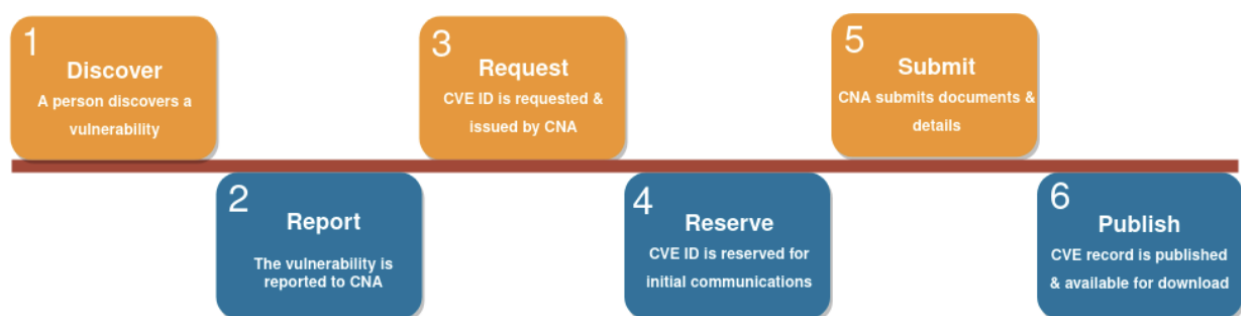 1
Discover
A person discovers a
vulnerability
2
Report
The vulnerability is
reported to CNA
3
Request
CVE ID is requested &
issued by CNA
4
Reserve
CVE ID is reserved for
initial communications
5
Submit
CNA submits documents &
details
6
Publish
CVE record is published
& available for download